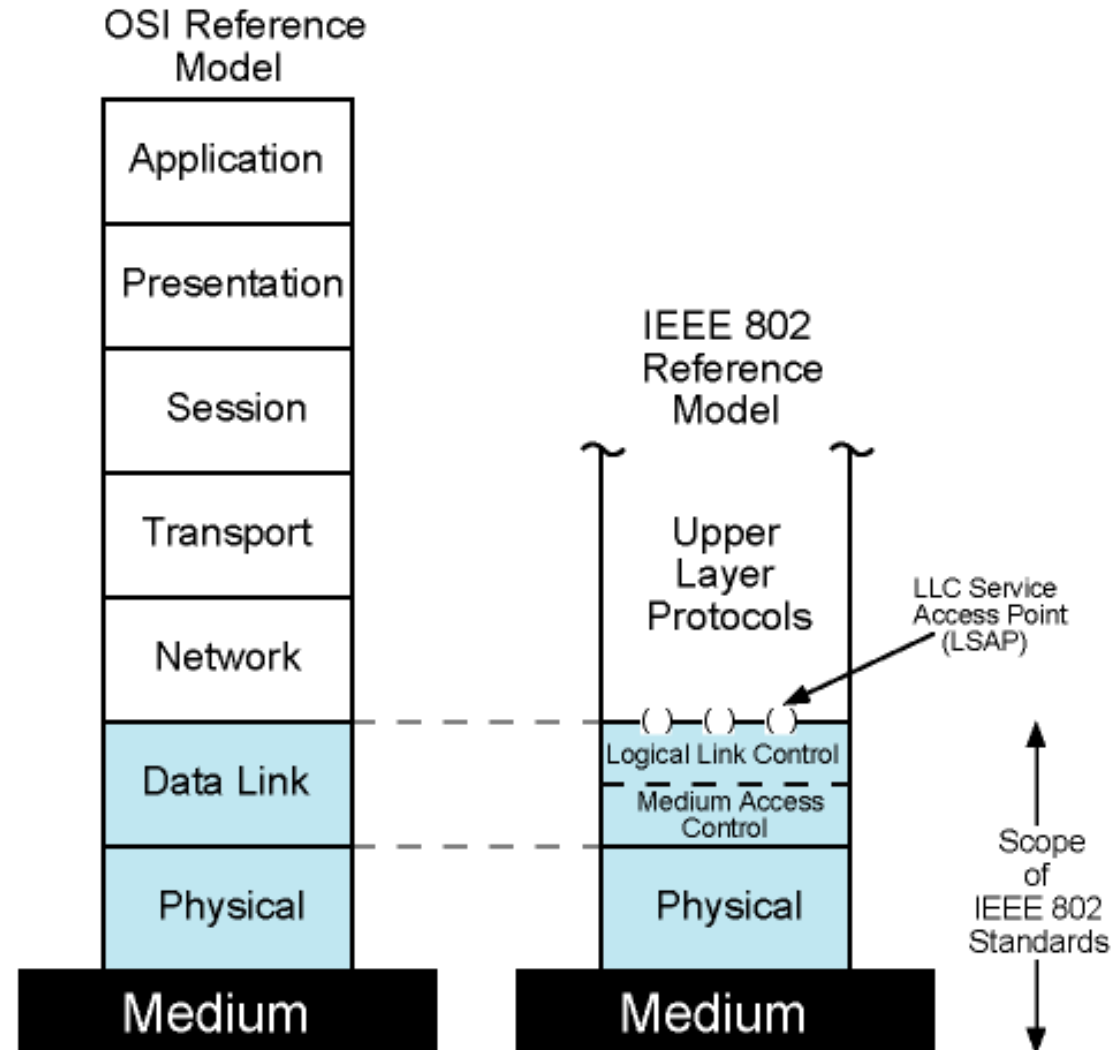 OSI Reference
Model
Application
Presentation
Session
Transport
Network
Data Link
Physical
Medium
IEEE 802
Reference
Model
Upper
Layer
Protocols
LLC Service
Access Point
(LSAP)
( ) ( ) ( )
Logical Link Control
Medium Access
Control
Physical
Medium
Scope
of
IEEE 802
Standards